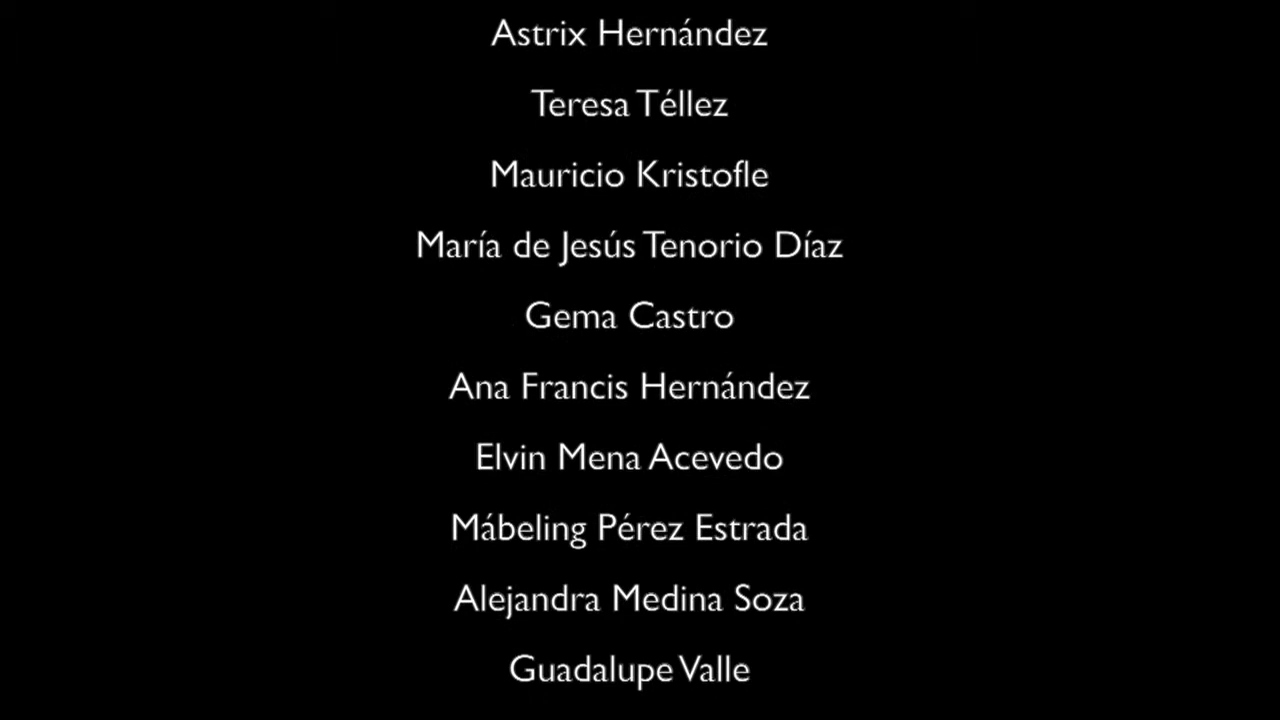 Astrix Hernández
Teresa Téllez
Mauricio Kristofle
María de Jesús Tenorio Díaz
Gema Castro
Ana Francis Hernández
Elvin Mena Acevedo
Mábeling Pérez Estrada
Alejandra Medina Soza
Guadalupe Valle